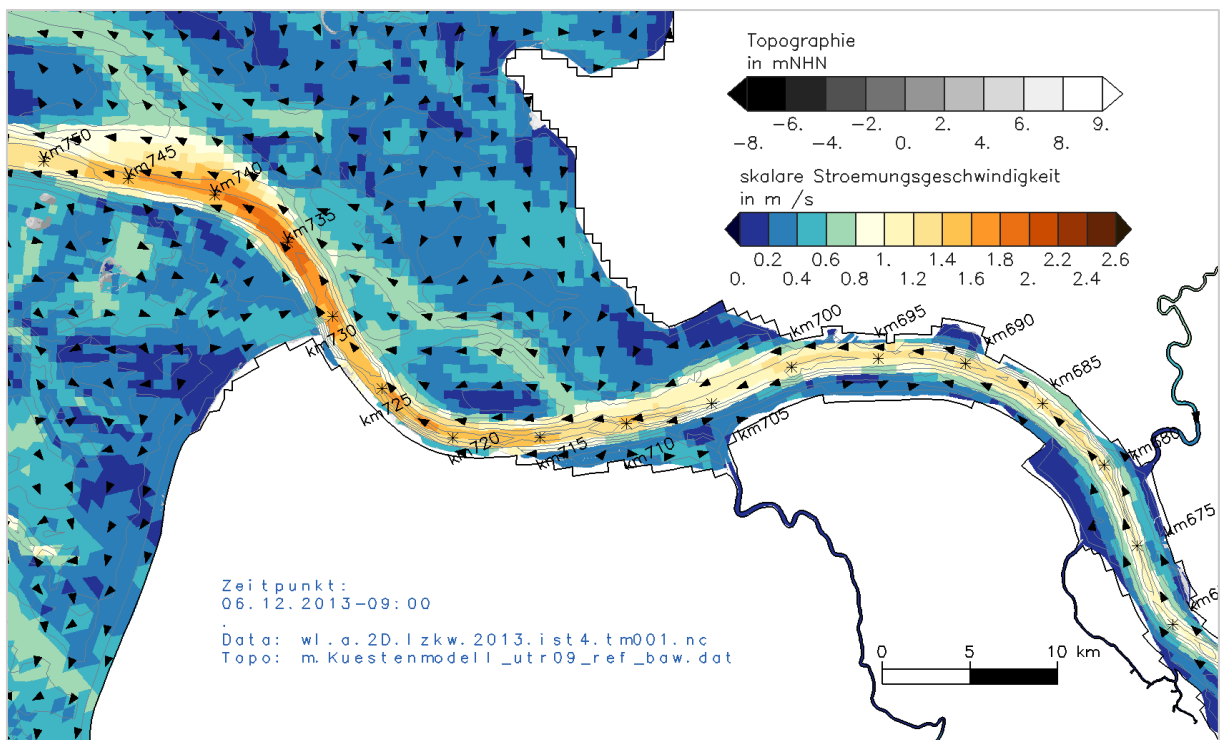 Topographie
in mNHN
-6. -2. 2. 6. 9.
-8. -4. 0. 4. 8.
skalare Stroemungsgeschwindigkeit
in m /s
0.2 0.6 1. 1.4 1.8 2.2 2.6
0. 0.4 0.8 1.2 1.6 2. 2.4
km750
km745
km740
km735
km730
km725
km720
km715
km710
km705
km700
km695
km690
km685
km680
km675
Zeitpunkt:
06.12.2013-09:00
.
Data: wl.a.2D.lzkw.2013.ist4.tm001.nc
Topo: m.Kuestenmodell_utr09_ref_baw.dat
0 5 10 km